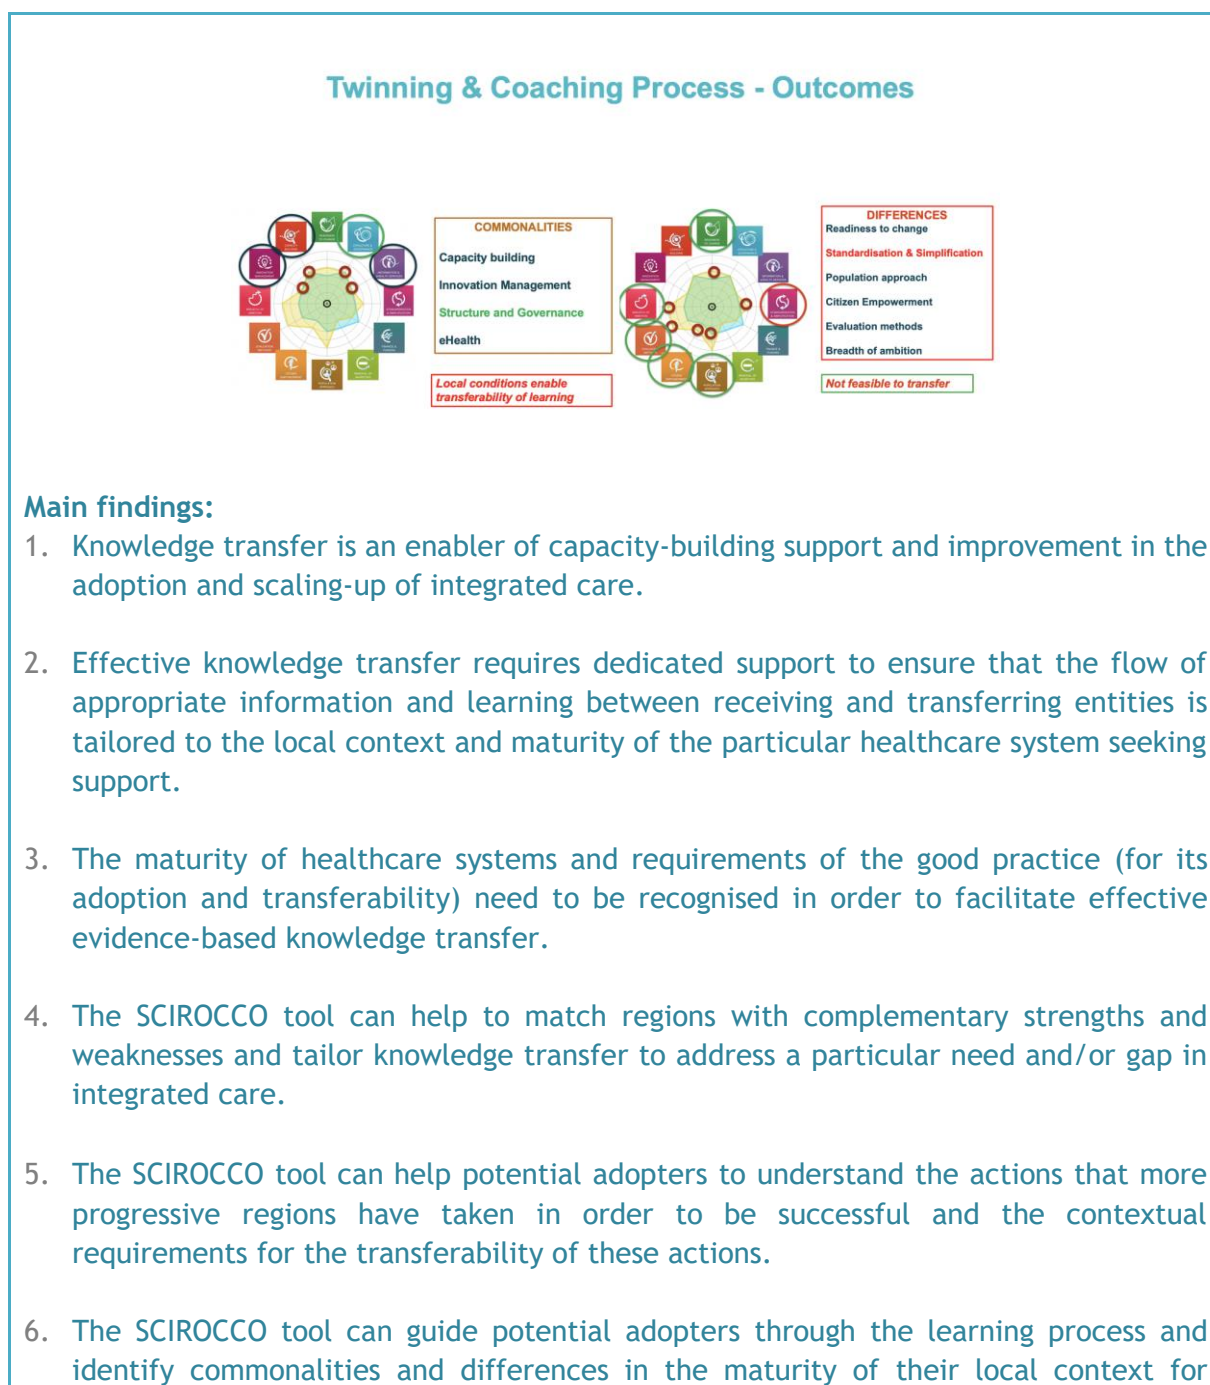 Twinning & Coaching Process - Outcomes
COMMONALITIES
Capacity building
Innovation Management
Structure and Governance
eHealth
Local conditions enable
transferability of learning
DIFFERENCES
Readiness to change
Standardisation & Simplification
Population approach
Citizen Empowerment
Evaluation methods
Breadth of ambition
Not feasible to transfer
Main findings:
1. Knowledge transfer is an enabler of capacity-building support and improvement in the
adoption and scaling-up of integrated care.
2. Effective knowledge transfer requires dedicated support to ensure that the flow of
appropriate information and learning between receiving and transferring entities is
tailored to the local context and maturity of the particular healthcare system seeking
support.
3. The maturity of healthcare systems and requirements of the good practice (for its
adoption and transferability) need to be recognised in order to facilitate effective
evidence-based knowledge transfer.
4. The SCIROCCO tool can help to match regions with complementary strengths and
weaknesses and tailor knowledge transfer to address a particular need and/or gap in
integrated care.
5. The SCIROCCO tool can help potential adopters to understand the actions that more
progressive regions have taken in order to be successful and the contextual
requirements for the transferability of these actions.
6. The SCIROCCO tool can guide potential adopters through the learning process and
identify commonalities and differences in the maturity of their local context for